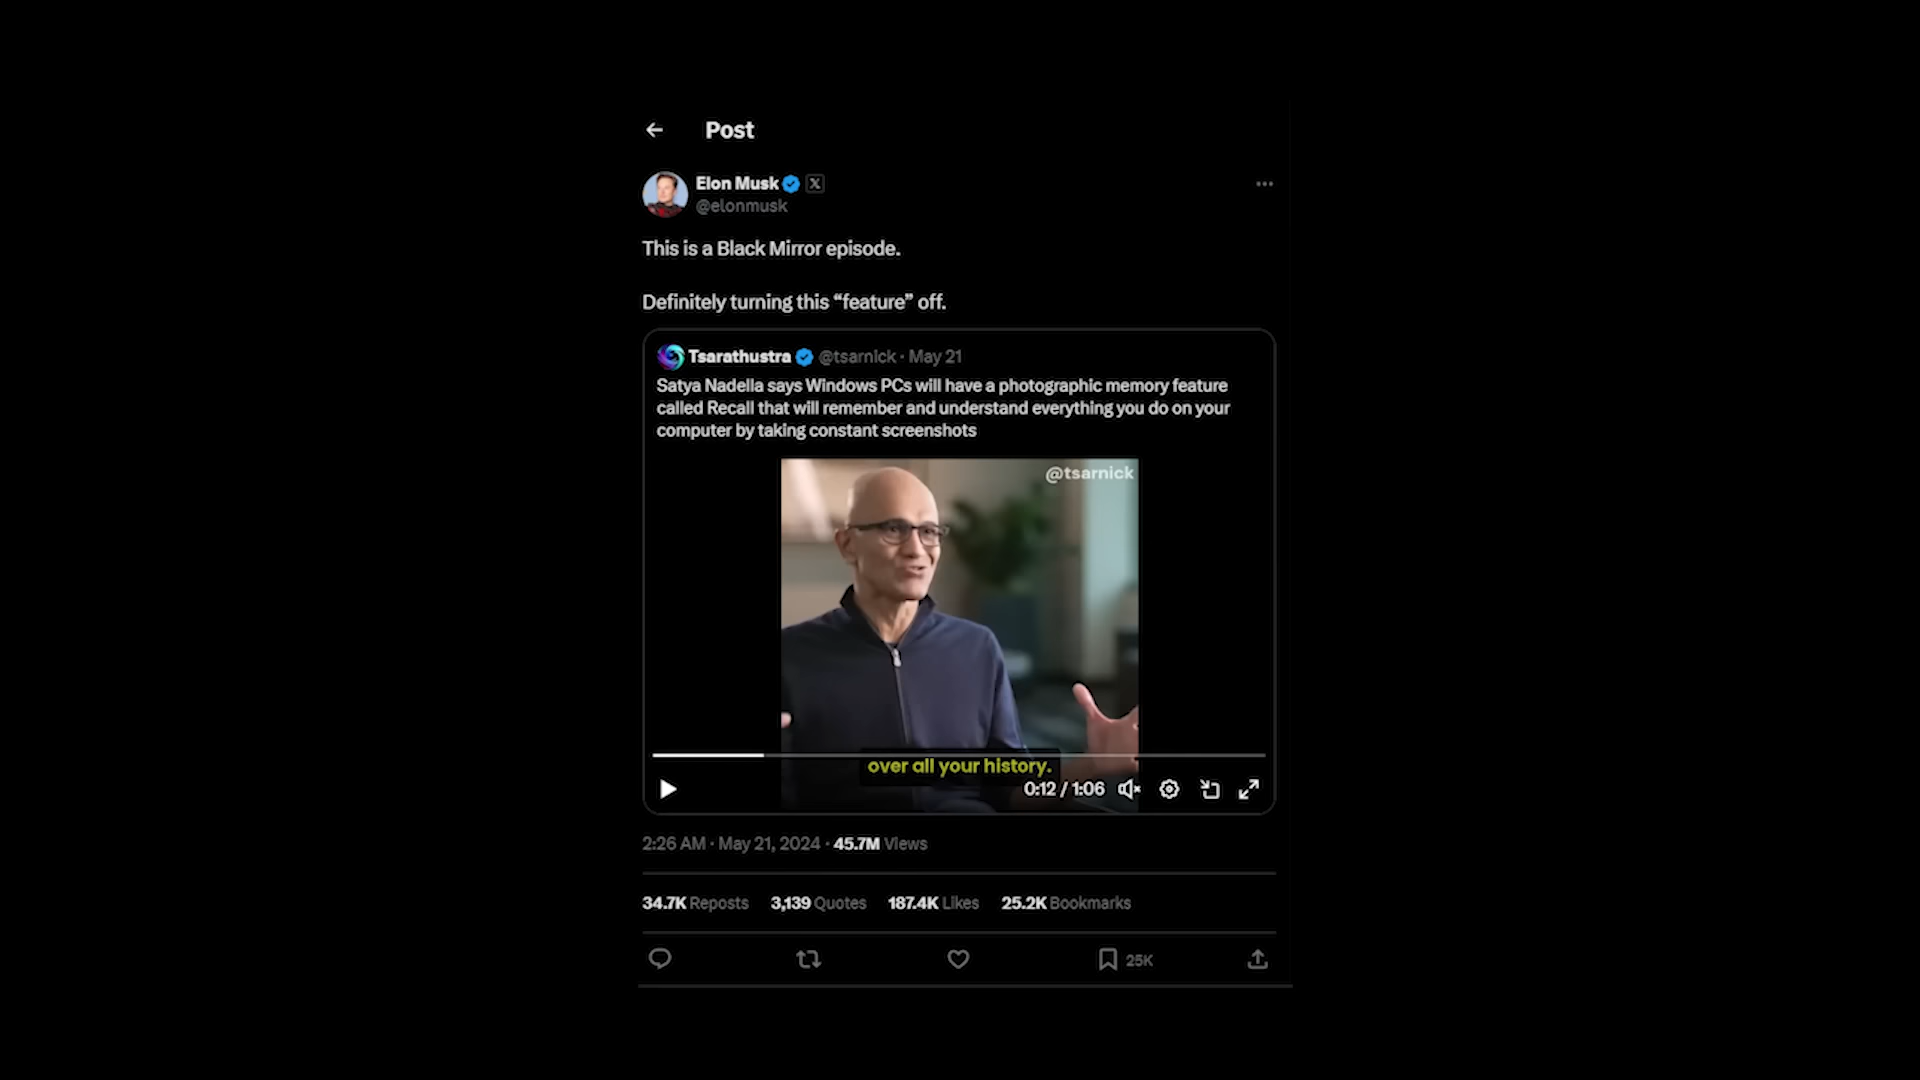 Post
Elon Musk
@elonmusk
This is a Black Mirror episode.
Definitely turning this “feature” off.
Tsarathustra @tsarnick · May 21
Satya Nadella says Windows PCs will have a photographic memory feature
called Recall that will remember and understand everything you do on your
computer by taking constant screenshots
@tsarnick
over all your history.
0:12 / 1:06
2:26 AM · May 21, 2024 · 45.7M Views
34.7K Reposts 3,139 Quotes 187.4K Likes 25.2K Bookmarks
25K